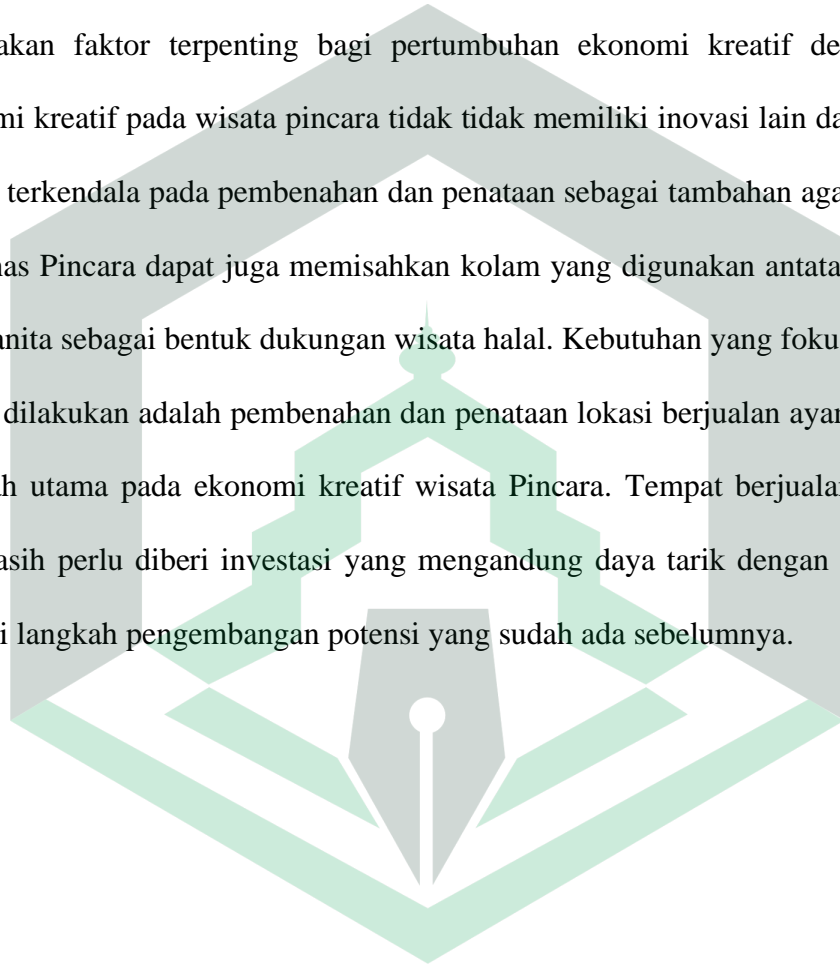 akan faktor terpenting bagi pertumbuhan ekonomi kreatif de
mi kreatif pada wisata pincara tidak tidak memiliki inovasi lain da
terkendala pada pembenahan dan penataan sebagai tambahan aga
nas Pincara dapat juga memisahkan kolam yang digunakan antata
anita sebagai bentuk dukungan wisata halal. Kebutuhan yang foku
dilakukan adalah pembenahan dan penataan lokasi berjualan ayam
h utama pada ekonomi kreatif wisata Pincara. Tempat berjualan
asih perlu diberi investasi yang mengandung daya tarik dengan
i langkah pengembangan potensi yang sudah ada sebelumnya.